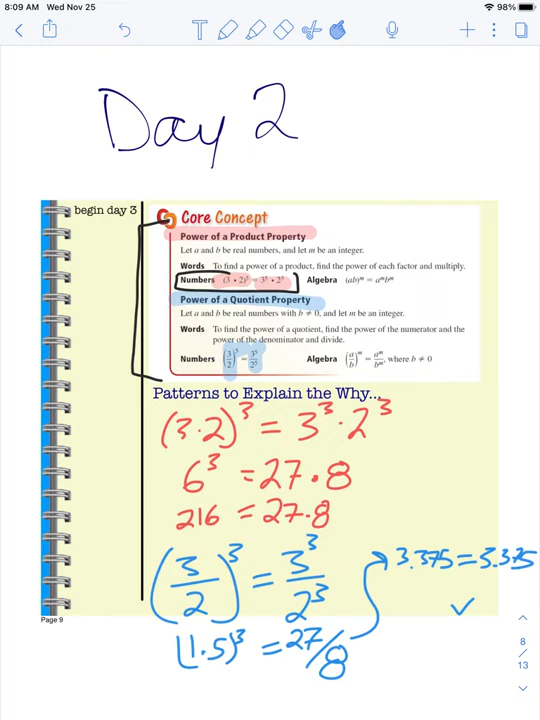 8:09 AM Wed Nov 25
98%
Day 2
begin day 3
Core Concept
Power of a Product Property
Let a and b be real numbers, and let m be an integer.
Words To find a power of a product, find the power of each factor and multiply.
Numbers (3 • 2)⁵ = 3⁵ • 2⁵ Algebra (ab)ᵐ = aᵐbᵐ
Power of a Quotient Property
Let a and b be real numbers with b ≠ 0, and let m be an integer.
Words To find the power of a quotient, find the power of the numerator and the
power of the denominator and divide.
Numbers (3/2)⁵ = 3⁵/2⁵ Algebra (a/b)ᵐ = aᵐ/bᵐ, where b ≠ 0
Patterns to Explain the Why...
(3·2)³ = 3³·2³
6³ = 27·8
216 = 27·8
(3/2)³ = 3³/2³
3.375=3.375
(1.5)³ = 27/8
Page 9
8
/
13